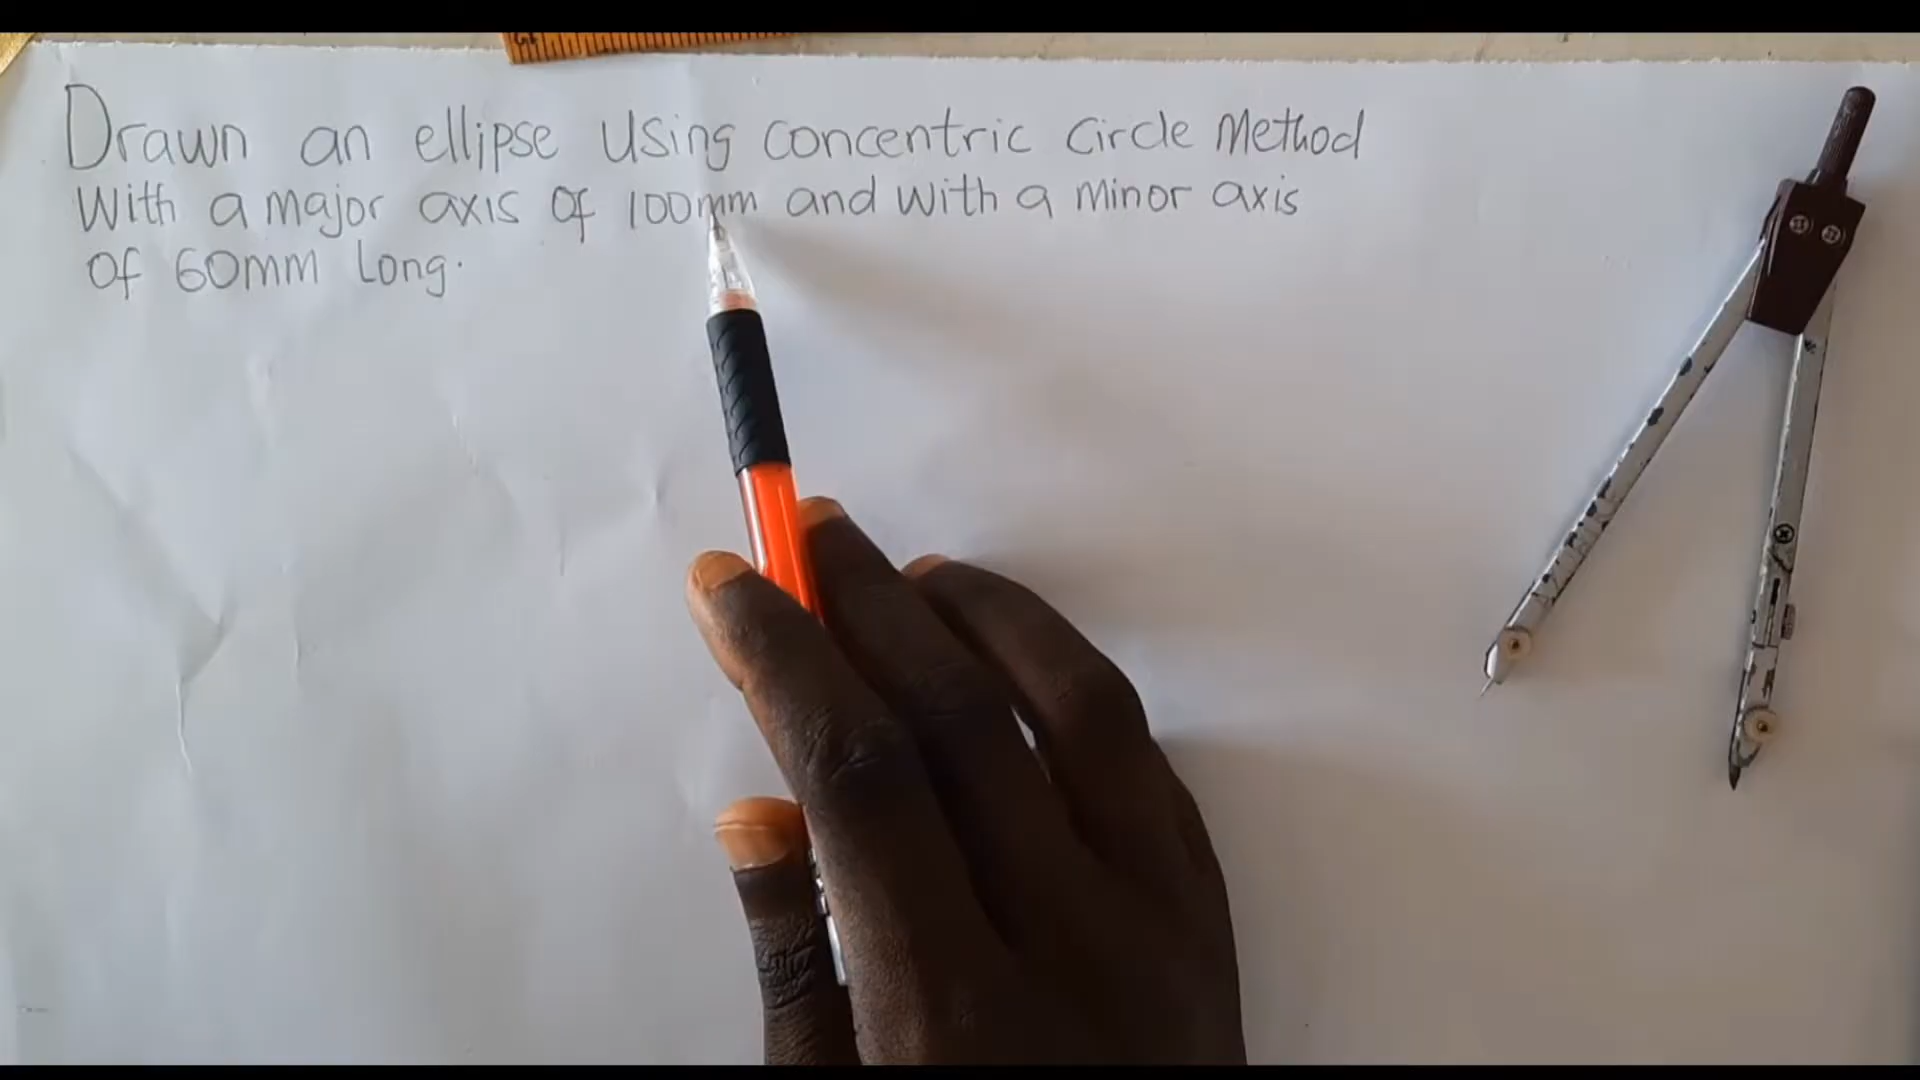 Drawn an ellipse using concentric circle Method
With a major axis of 100mm and with a minor axis
of 60mm long.